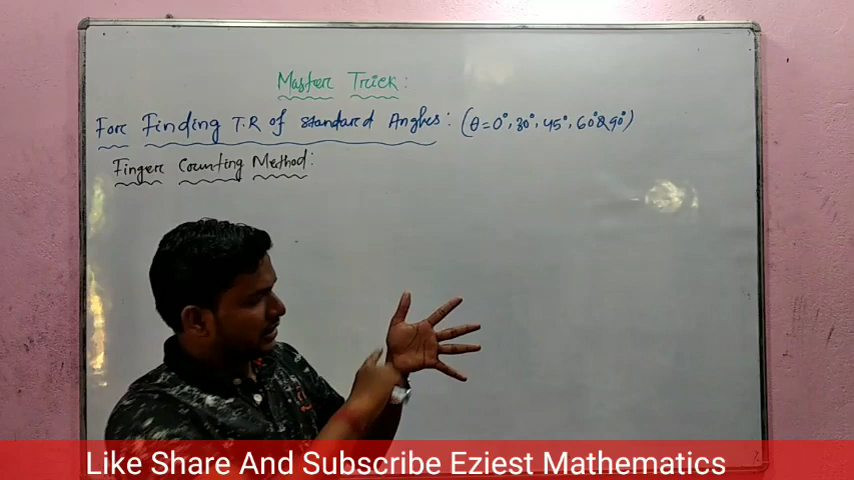 Master Trick:
For Finding T.R of standard Angles: (θ=0°, 30°, 45°, 60° & 90°)
Finger Counting Method:
Like Share And Subscribe Eziest Mathematics